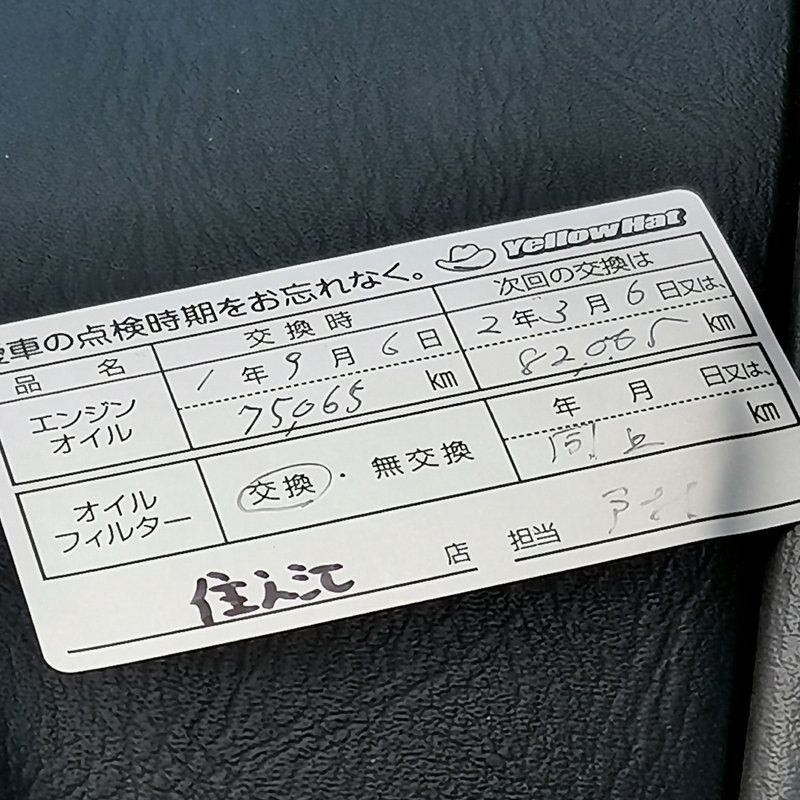 車の点検時期をお忘れなく。 YellowHat
品名 交換時 次回の交換は
エンジンオイル 1年9月6日 2年3月6日又は、
75,065 km 82,065 km
オイルフィルター 交換・無交換 年 月 日又は、
同上 km
住之江 店 担当